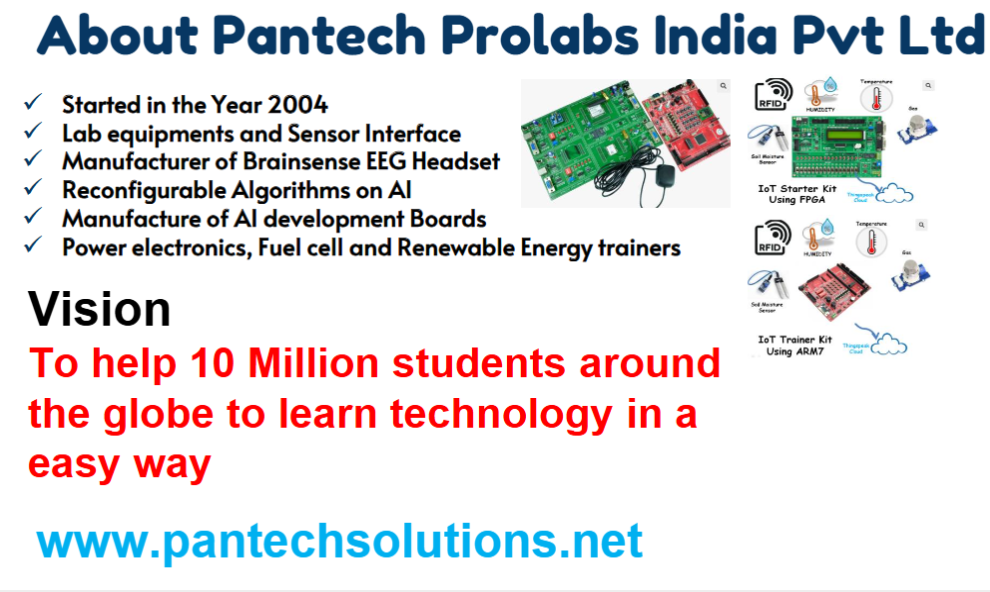 About Pantech Prolabs India Pvt Ltd
Started in the Year 2004
Lab equipments and Sensor Interface
Manufacturer of Brainsense EEG Headset
Reconfigurable Algorithms on AI
Manufacture of AI development Boards
Power electronics, Fuel cell and Renewable Energy trainers
RFID
HUMIDITY
Temperature
Gas
Soil Moisture
Sensor
IoT Starter Kit
Using FPGA
Thingspeak
Cloud
RFID
HUMIDITY
Temperature
Gas
Soil Moisture
Sensor
IoT Trainer Kit
Using ARM7
Thingspeak
Cloud
Vision
To help 10 Million students around
the globe to learn technology in a
easy way
www.pantechsolutions.net